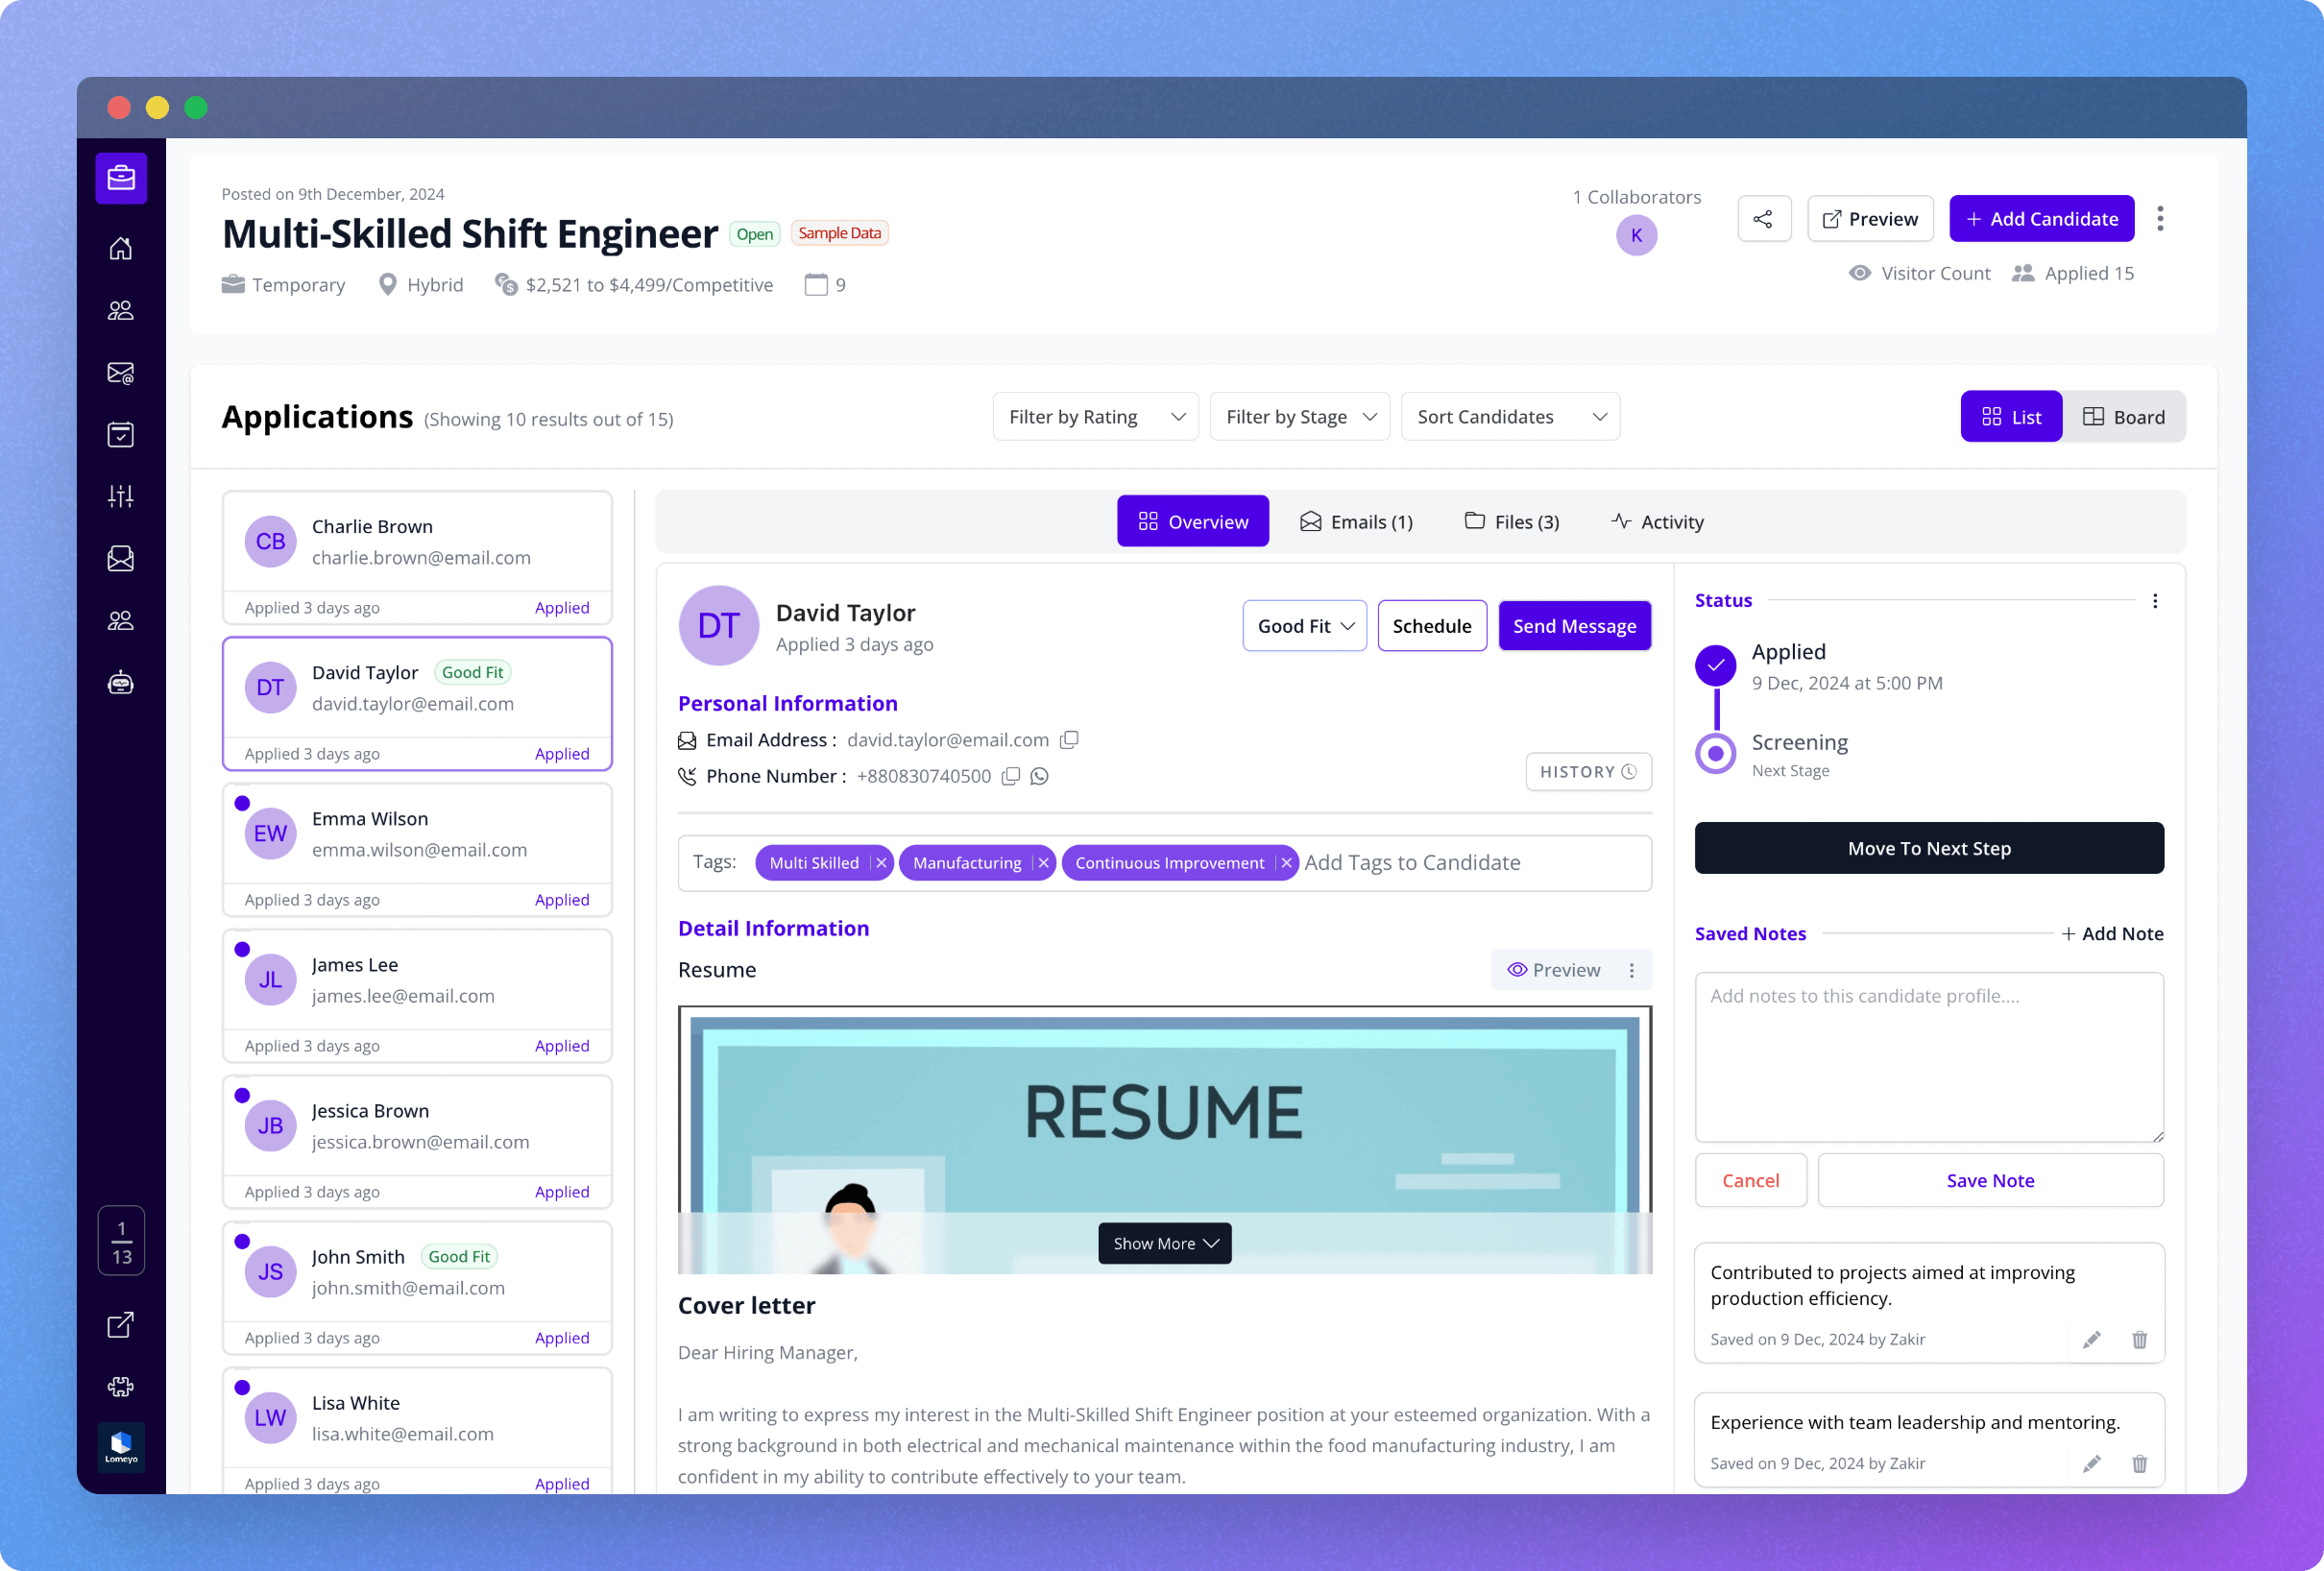 Posted on 9th December, 2024
Multi-Skilled Shift Engineer Open Sample Data
Temporary Hybrid $2,521 to $4,499/Competitive 9
1 Collaborators
K
Preview
+ Add Candidate
Visitor Count Applied 15
Applications (Showing 10 results out of 15)
Filter by Rating
Filter by Stage
Sort Candidates
List
Board
CB
Charlie Brown
charlie.brown@email.com
Applied 3 days ago Applied
DT
David Taylor Good Fit
david.taylor@email.com
Applied 3 days ago Applied
EW
Emma Wilson
emma.wilson@email.com
Applied 3 days ago Applied
JL
James Lee
james.lee@email.com
Applied 3 days ago Applied
JB
Jessica Brown
jessica.brown@email.com
Applied 3 days ago Applied
JS
John Smith Good Fit
john.smith@email.com
Applied 3 days ago Applied
LW
Lisa White
lisa.white@email.com
Applied 3 days ago Applied
1
13
Lomeyo
Overview
Emails (1)
Files (3)
Activity
DT
David Taylor
Applied 3 days ago
Good Fit
Schedule
Send Message
Personal Information
Email Address : david.taylor@email.com
Phone Number : +880830740500
HISTORY
Tags: Multi Skilled Manufacturing Continuous Improvement Add Tags to Candidate
Detail Information
Resume
Preview
RESUME
Show More
Cover letter
Dear Hiring Manager,
I am writing to express my interest in the Multi-Skilled Shift Engineer position at your esteemed organization. With a
strong background in both electrical and mechanical maintenance within the food manufacturing industry, I am
confident in my ability to contribute effectively to your team.
Status
Applied
9 Dec, 2024 at 5:00 PM
Screening
Next Stage
Move To Next Step
Saved Notes
+ Add Note
Add notes to this candidate profile....
Cancel
Save Note
Contributed to projects aimed at improving
production efficiency.
Saved on 9 Dec, 2024 by Zakir
Experience with team leadership and mentoring.
Saved on 9 Dec, 2024 by Zakir